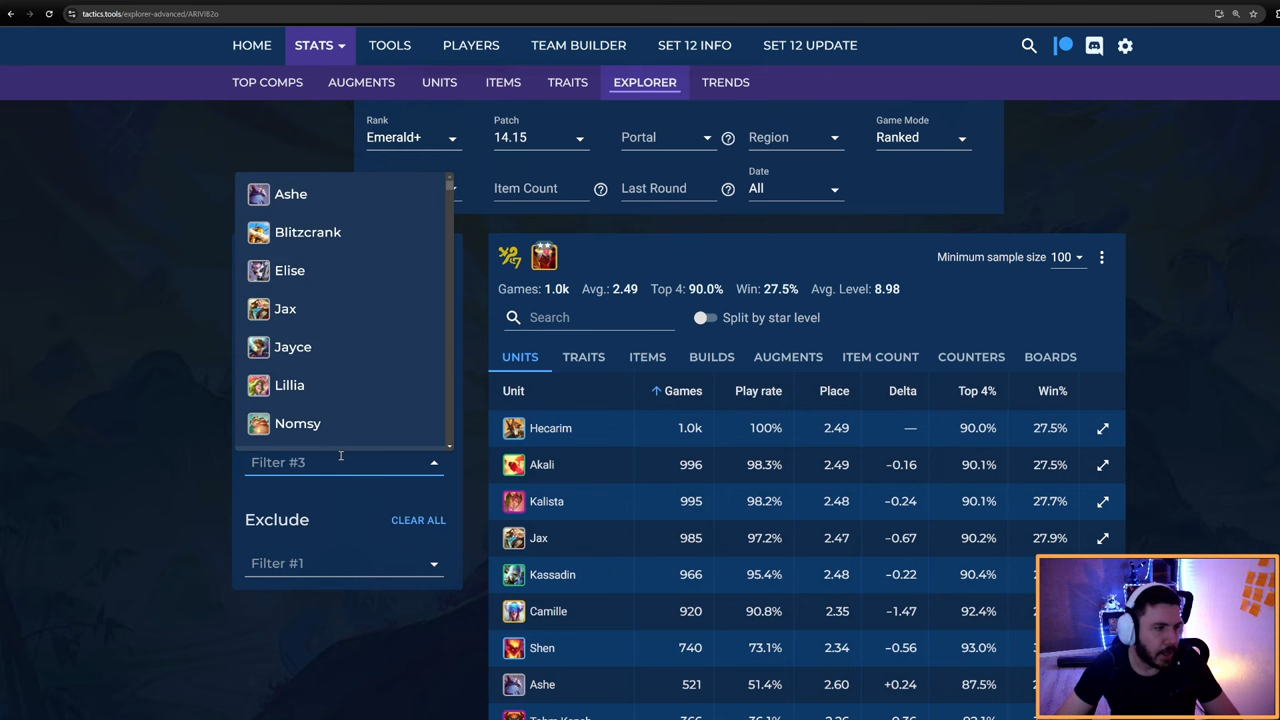 tactics.tools/explorer-advanced/ARIVIB2o
HOME STATS TOOLS PLAYERS TEAM BUILDER SET 12 INFO SET 12 UPDATE
TOP COMPS AUGMENTS UNITS ITEMS TRAITS EXPLORER TRENDS
Rank Patch Game Mode
Emerald+ 14.15 Portal Region Ranked
Date
Item Count Last Round All
Ashe
Blitzcrank
Elise
Jax
Jayce
Lillia
Nomsy
Filter #3
Exclude CLEAR ALL
Filter #1
Minimum sample size 100
Games: 1.0k Avg.: 2.49 Top 4: 90.0% Win: 27.5% Avg. Level: 8.98
Search Split by star level
UNITS TRAITS ITEMS BUILDS AUGMENTS ITEM COUNT COUNTERS BOARDS
Unit Games Play rate Place Delta Top 4% Win%
Hecarim 1.0k 100% 2.49 — 90.0% 27.5%
Akali 996 98.3% 2.49 −0.16 90.1% 27.5%
Kalista 995 98.2% 2.48 −0.24 90.1% 27.7%
Jax 985 97.2% 2.47 −0.67 90.2% 27.9%
Kassadin 966 95.4% 2.48 −0.22 90.4%
Camille 920 90.8% 2.35 −1.47 92.4%
Shen 740 73.1% 2.34 −0.56 93.0%
Ashe 521 51.4% 2.60 +0.24 87.5%